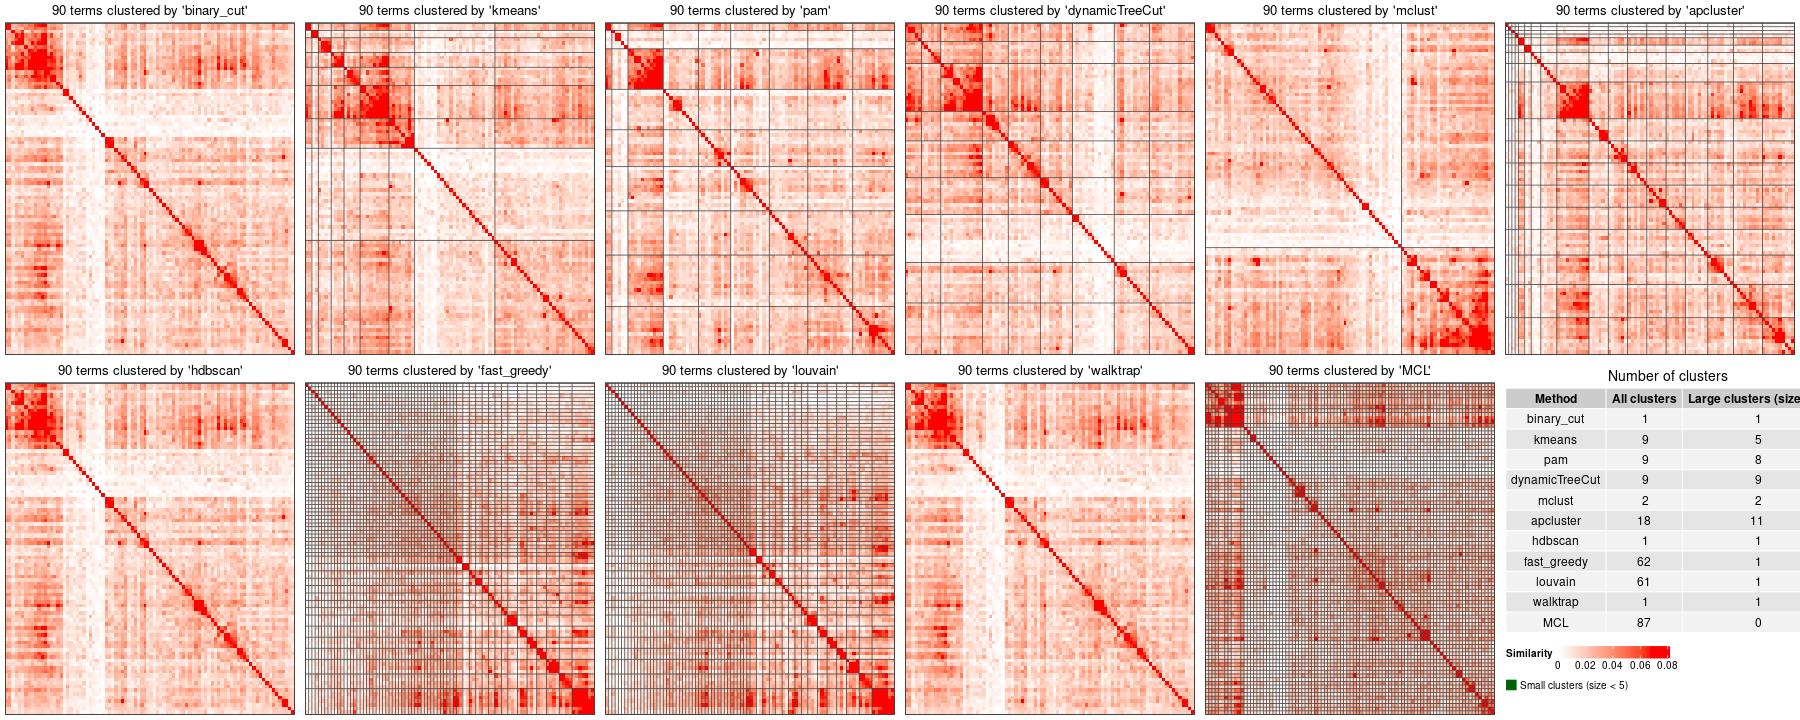 90 terms clustered by 'binary_cut'
90 terms clustered by 'kmeans'
90 terms clustered by 'pam'
90 terms clustered by 'dynamicTreeCut'
90 terms clustered by 'mclust'
90 terms clustered by 'apcluster'
90 terms clustered by 'hdbscan'
90 terms clustered by 'fast_greedy'
90 terms clustered by 'louvain'
90 terms clustered by 'walktrap'
90 terms clustered by 'MCL'
Number of clusters
Method All clusters Large clusters (size
binary_cut 1 1
kmeans 9 5
pam 9 8
dynamicTreeCut 9 9
mclust 2 2
apcluster 18 11
hdbscan 1 1
fast_greedy 62 1
louvain 61 1
walktrap 1 1
MCL 87 0
Similarity
0 0.02 0.04 0.06 0.08
Small clusters (size < 5)